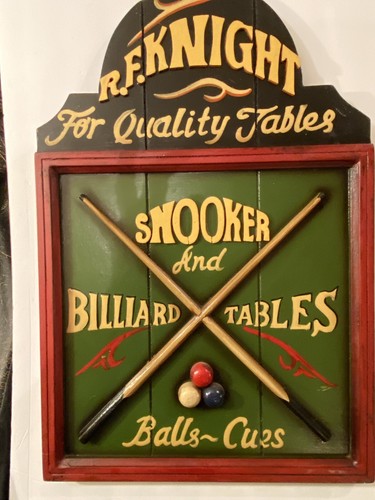 R.F.KNIGHT
For Quality Tables
SNOOKER
And
BILLIARD TABLES
Balls~Cues